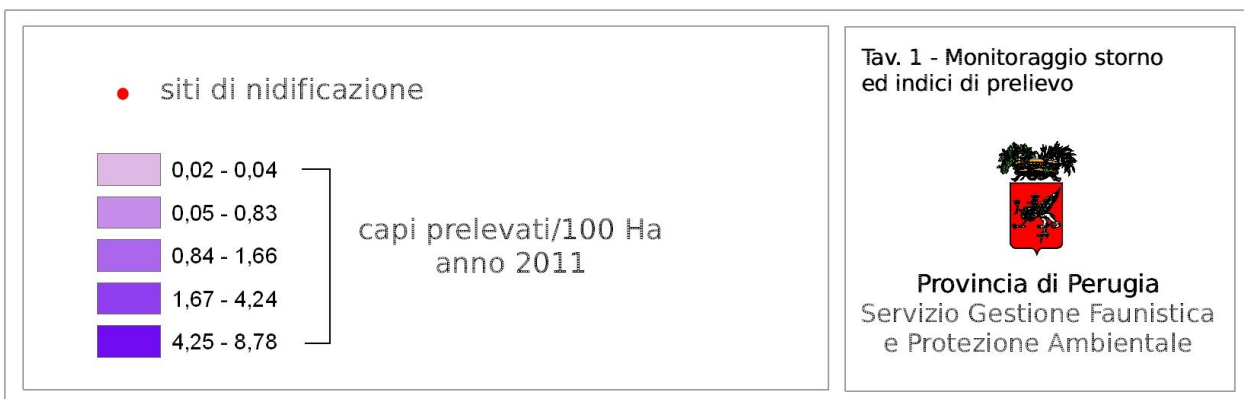 siti di nidificazione
0,02 - 0,04
0,05 - 0,83
0,84 - 1,66
1,67 - 4,24
4,25 - 8,78
capi prelevati/100 Ha
anno 2011
Tav. 1 - Monitoraggio storno
ed indici di prelievo
Provincia di Perugia
Servizio Gestione Faunistica
e Protezione Ambientale